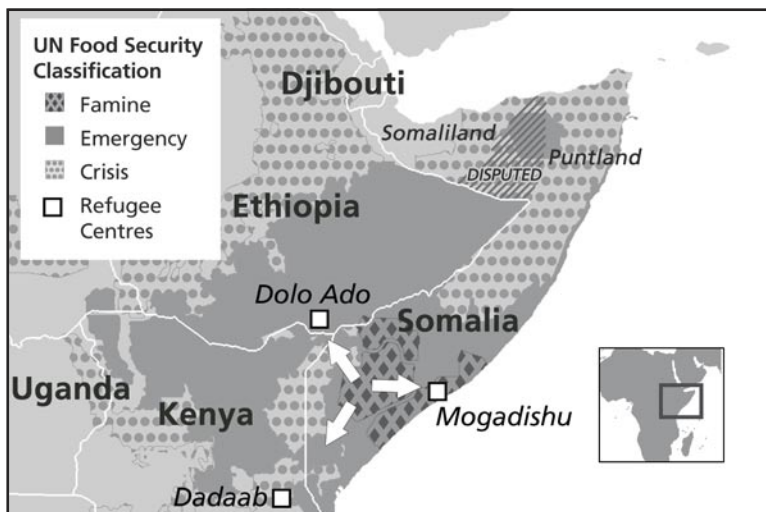 UN Food Security
Classification
Famine
Emergency
Crisis
Refugee
Centres
Djibouti
Somaliland
Puntland
DISPUTED
Ethiopia
Dolo Ado
Somalia
Uganda
Kenya
Mogadishu
Dadaab